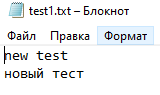 test1.txt – Блокнот
Файл Правка Формат
new test
новый тест